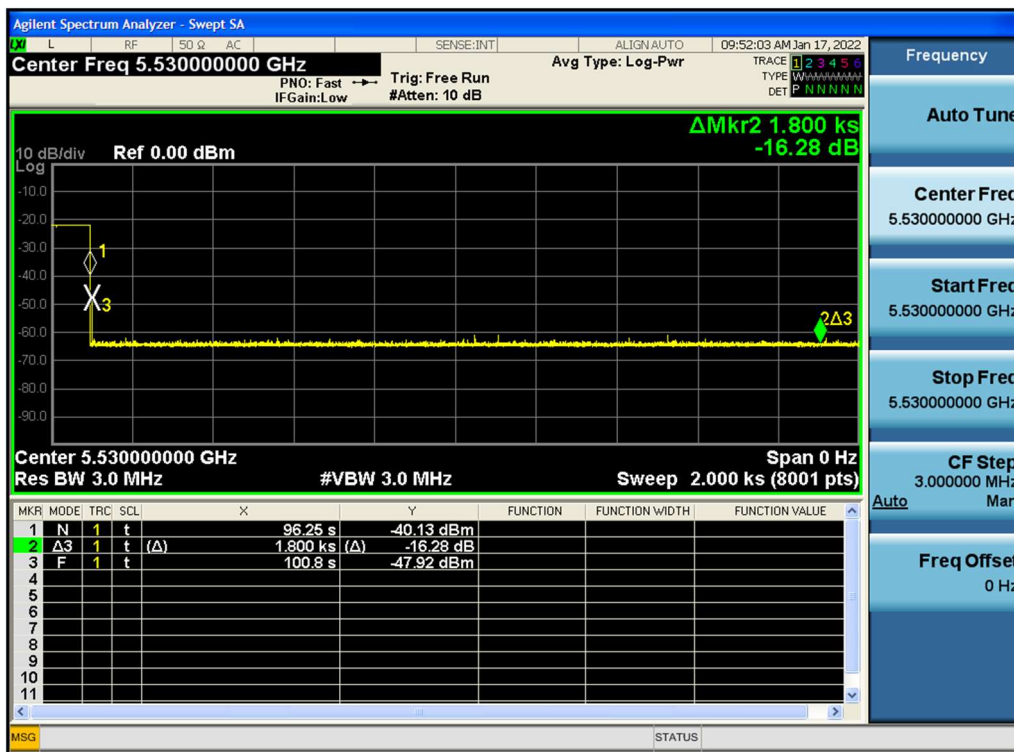 Agilent Spectrum Analyzer - Swept SA
LXI L RF 50 Ω AC SENSE:INT ALIGN AUTO 09:52:03 AM Jan 17, 2022
Center Freq 5.530000000 GHz Avg Type: Log-Pwr TRACE 1 2 3 4 5 6
PNO: Fast Trig: Free Run TYPE WWWWWW
IFGain:Low #Atten: 10 dB DET P N N N N N
ΔMkr2 1.800 ks
10 dB/div Ref 0.00 dBm -16.28 dB
Log
-10.0
-20.0
-30.0
1
-40.0
-50.0
3
2Δ3
-60.0
-70.0
-80.0
-90.0
Center 5.530000000 GHz Span 0 Hz
Res BW 3.0 MHz #VBW 3.0 MHz Sweep 2.000 ks (8001 pts)
MKR MODE TRC SCL X Y FUNCTION FUNCTION WIDTH FUNCTION VALUE
1 N 1 t 96.25 s -40.13 dBm
2 Δ3 1 t (Δ) 1.800 ks (Δ) -16.28 dB
3 F 1 t 100.8 s -47.92 dBm
4
5
6
7
8
9
10
11
MSG STATUS
Frequency
Auto Tune
Center Freq
5.530000000 GHz
Start Freq
5.530000000 GHz
Stop Freq
5.530000000 GHz
CF Step
3.000000 MHz
Auto Man
Freq Offset
0 Hz